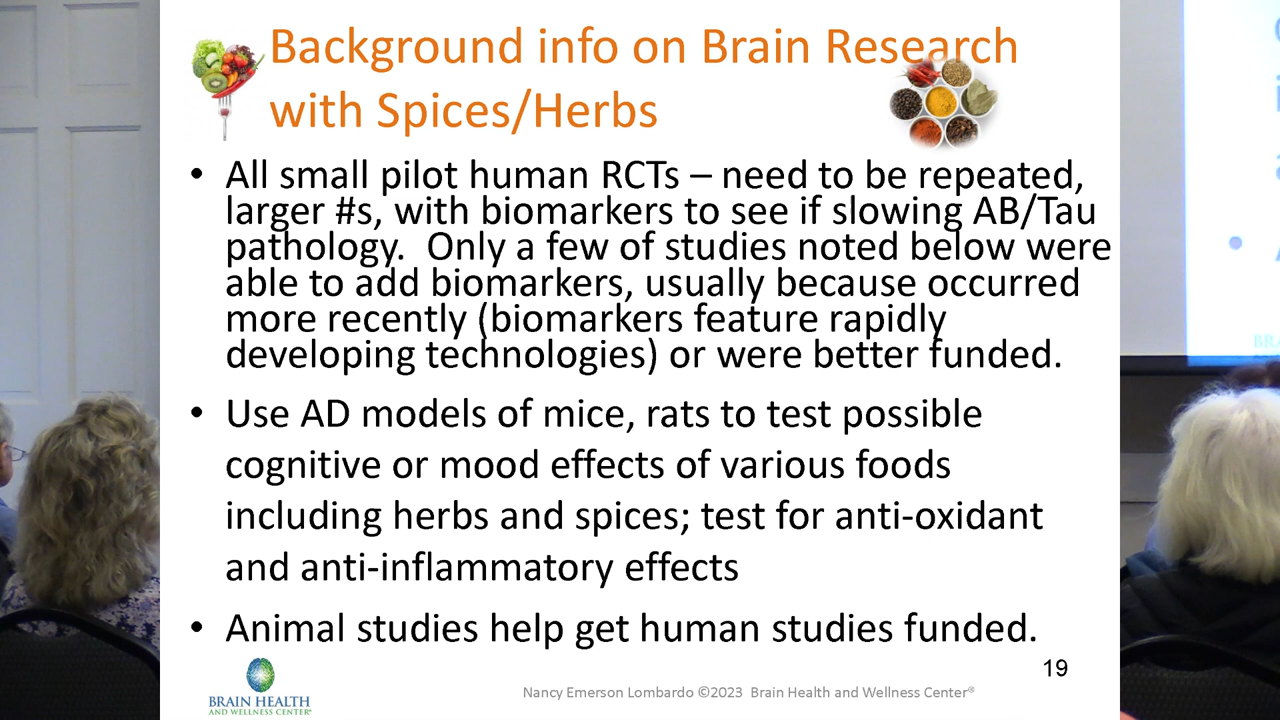 Background info on Brain Research
with Spices/Herbs
• All small pilot human RCTs – need to be repeated,
larger #s, with biomarkers to see if slowing AB/Tau
pathology.  Only a few of studies noted below were
able to add biomarkers, usually because occurred
more recently (biomarkers feature rapidly
developing technologies) or were better funded.
• Use AD models of mice, rats to test possible
cognitive or mood effects of various foods
including herbs and spices; test for anti-oxidant
and anti-inflammatory effects
• Animal studies help get human studies funded.
19
BRAIN HEALTH
AND WELLNESS CENTER®
Nancy Emerson Lombardo ©2023  Brain Health and Wellness Center®